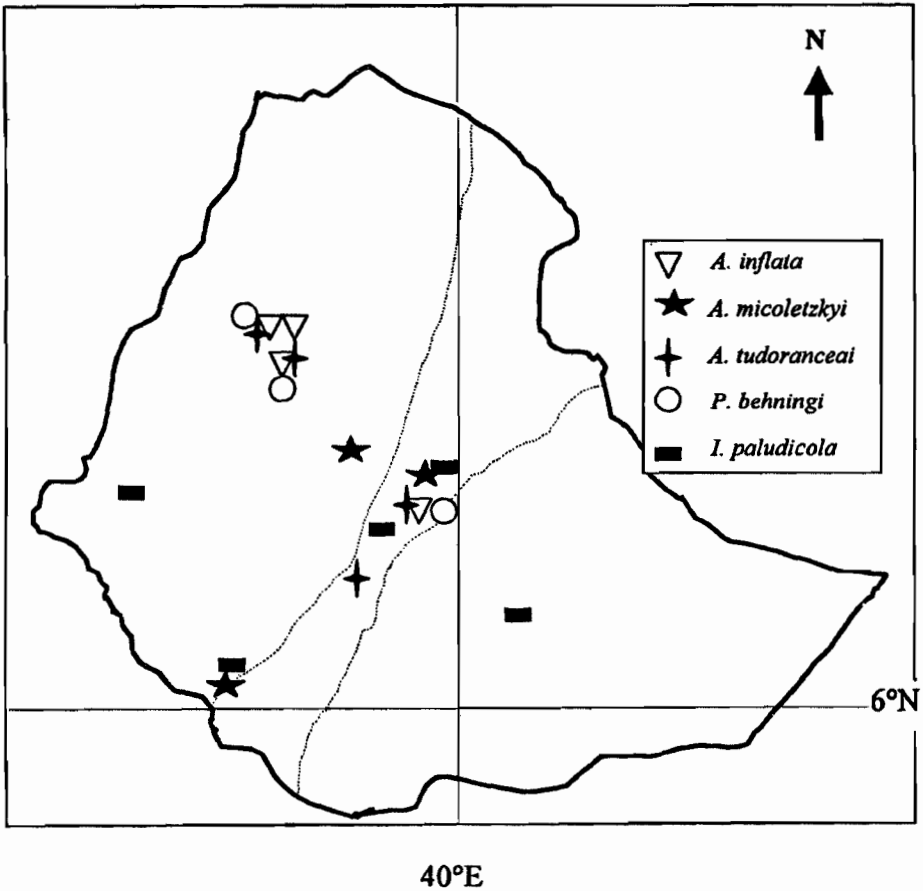 N
A. inflata
A. micoletzkyi
A. tudoranceai
P. behningi
I. paludicola
6°N
40°E